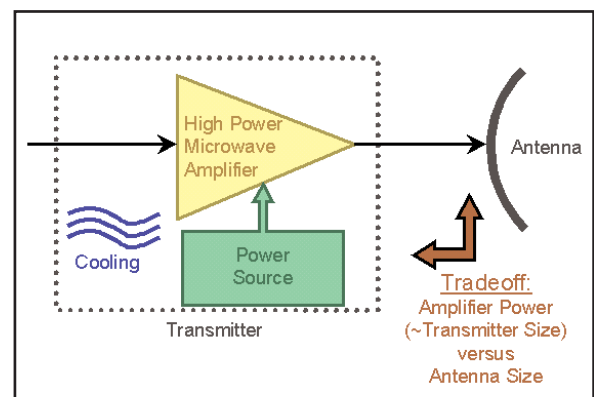 High Power
Microwave
Amplifier
Antenna
Cooling
Power
Source
Transmitter
Tradeoff:
Amplifier Power
(~Transmitter Size)
versus
Antenna Size